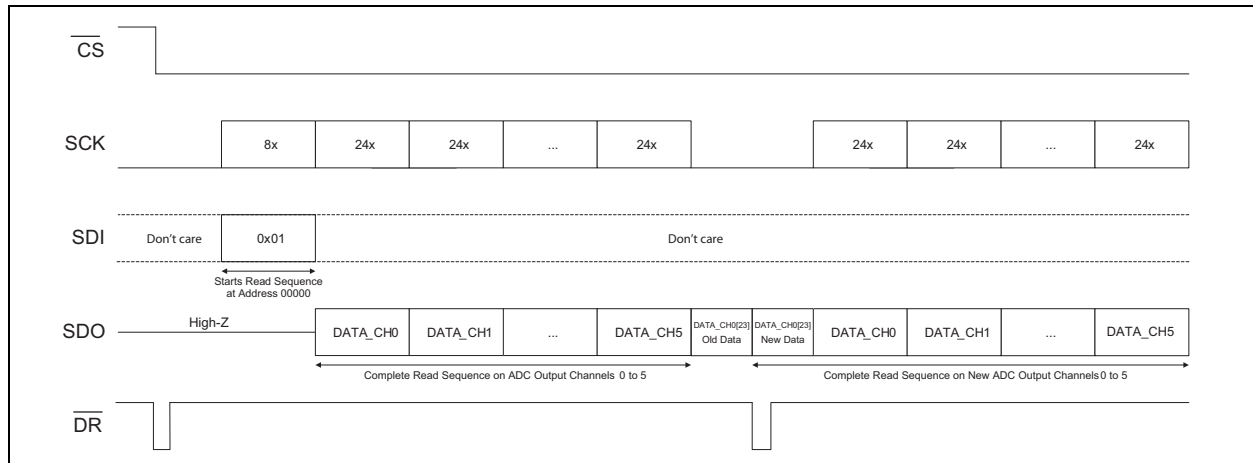 CS
SCK
8x 24x 24x ... 24x 24x 24x ... 24x
SDI
Don't care 0x01 Don't care
Starts Read Sequence
at Address 00000
SDO
High-Z
DATA_CH0 DATA_CH1 ... DATA_CH5 DATA_CH0[23] DATA_CH0[23] DATA_CH0 DATA_CH1 ... DATA_CH5
Old Data New Data
Complete Read Sequence on ADC Output Channels 0 to 5 Complete Read Sequence on New ADC Output Channels 0 to 5
DR